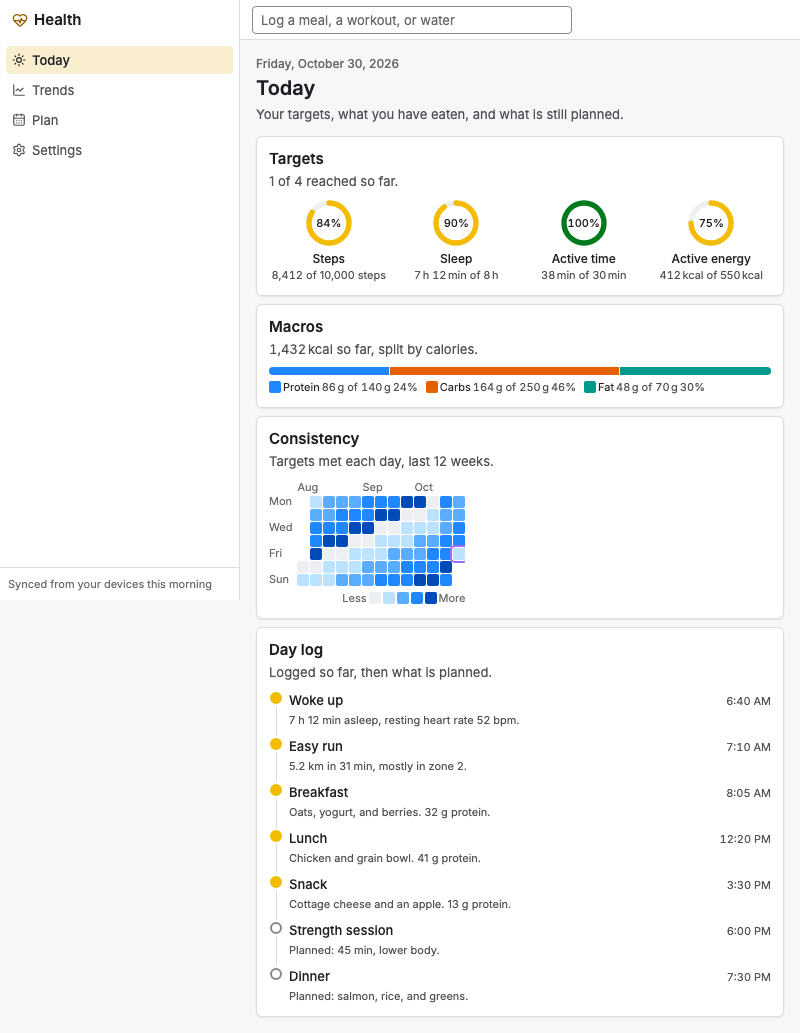 Health
Log a meal, a workout, or water
Today
Trends
Plan
Settings
Synced from your devices this morning
Friday, October 30, 2026
Today
Your targets, what you have eaten, and what is still planned.
Targets
1 of 4 reached so far.
84% 90% 100% 75%
Steps Sleep Active time Active energy
8,412 of 10,000 steps 7 h 12 min of 8 h 38 min of 30 min 412 kcal of 550 kcal
Macros
1,432 kcal so far, split by calories.
Protein 86 g of 140 g 24% Carbs 164 g of 250 g 46% Fat 48 g of 70 g 30%
Consistency
Targets met each day, last 12 weeks.
Aug Sep Oct
Mon
Wed
Fri
Sun
Less More
Day log
Logged so far, then what is planned.
Woke up 6:40 AM
7 h 12 min asleep, resting heart rate 52 bpm.
Easy run 7:10 AM
5.2 km in 31 min, mostly in zone 2.
Breakfast 8:05 AM
Oats, yogurt, and berries. 32 g protein.
Lunch 12:20 PM
Chicken and grain bowl. 41 g protein.
Snack 3:30 PM
Cottage cheese and an apple. 13 g protein.
Strength session 6:00 PM
Planned: 45 min, lower body.
Dinner 7:30 PM
Planned: salmon, rice, and greens.